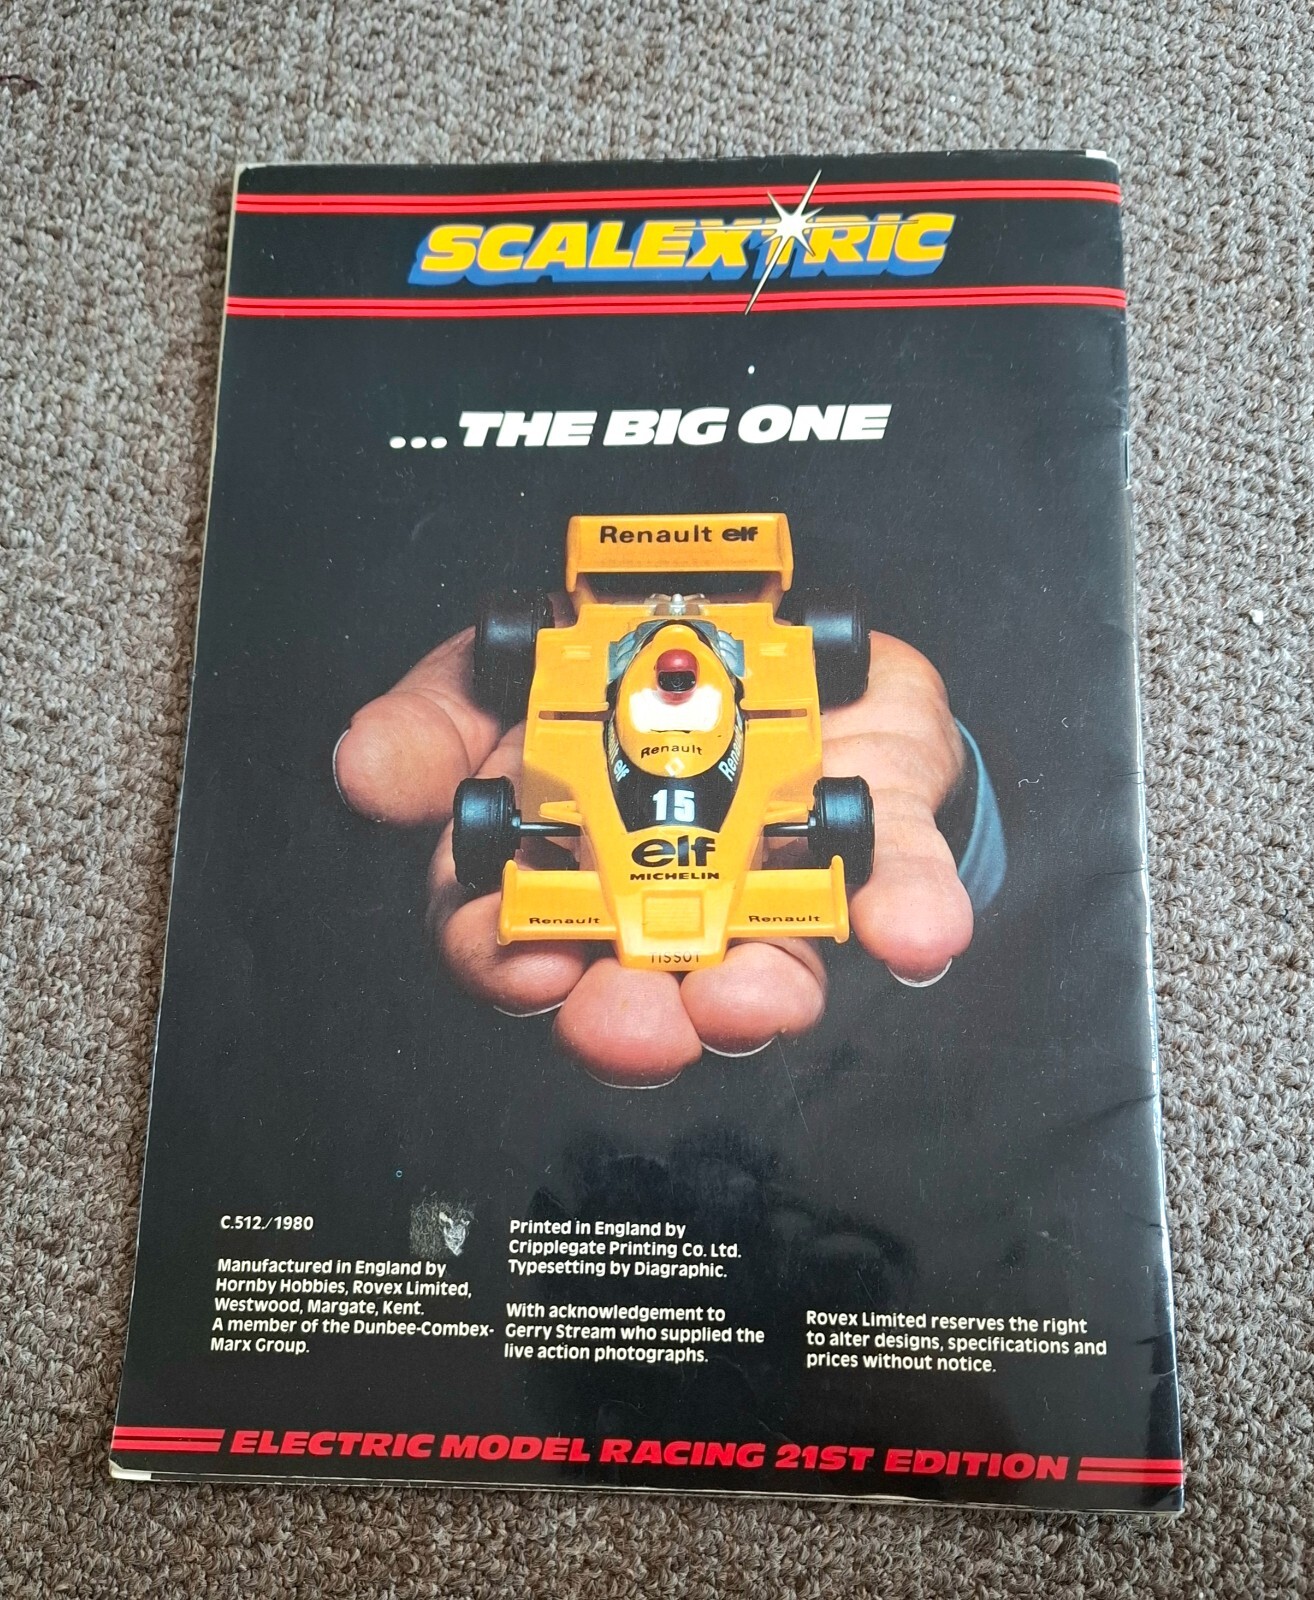 SCALEXTRIC
...THE BIG ONE
Renault elf
Renault
elf
Renault
15
elf
MICHELIN
Renault
Renault
TISSOT
C.512./1980
Manufactured in England by
Hornby Hobbies, Rovex Limited,
Westwood, Margate, Kent.
A member of the Dunbee-Combex-
Marx Group.
Printed in England by
Cripplegate Printing Co. Ltd.
Typesetting by Diagraphic.
With acknowledgement to
Gerry Stream who supplied the
live action photographs.
Rovex Limited reserves the right
to alter designs, specifications and
prices without notice.
ELECTRIC MODEL RACING 21ST EDITION